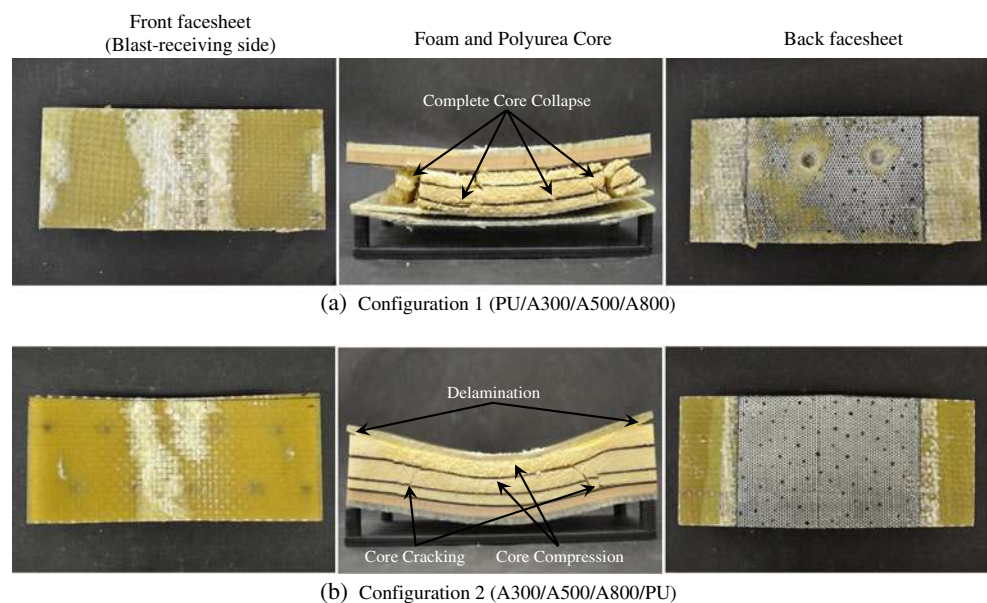 Front facesheet
(Blast-receiving side)
Foam and Polyurea Core
Back facesheet
Complete Core Collapse
(a) Configuration 1 (PU/A300/A500/A800)
Delamination
Core Cracking
Core Compression
(b) Configuration 2 (A300/A500/A800/PU)